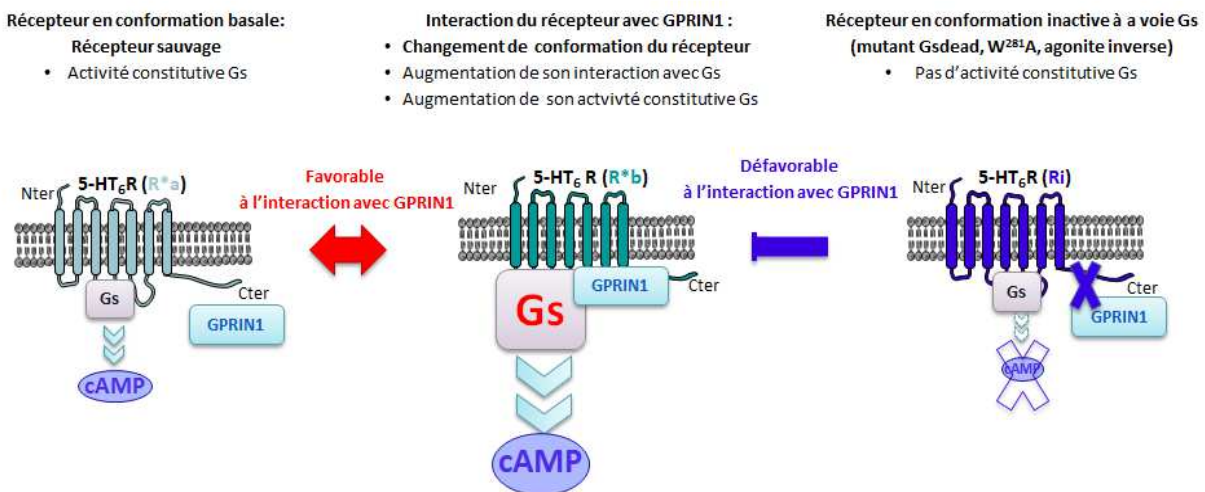 Récepteur en conformation basale:
Récepteur sauvage
• Activité constitutive Gs
Interaction du récepteur avec GPRIN1 :
• Changement de conformation du récepteur
• Augmentation de son interaction avec Gs
• Augmentation de son actvivté constitutive Gs
Récepteur en conformation inactive à a voie Gs
(mutant Gsdead, W²⁸¹A, agonite inverse)
• Pas d'activité constitutive Gs
Nter
5-HT₆R (R*a)
Gs
Cter
GPRIN1
cAMP
Favorable
à l'interaction avec GPRIN1
Nter
5-HT₆ R (R*b)
Gs
GPRIN1
Cter
cAMP
Défavorable
à l'interaction avec GPRIN1
Nter
5-HT₆R (Ri)
Gs
Cter
GPRIN1
cAMP